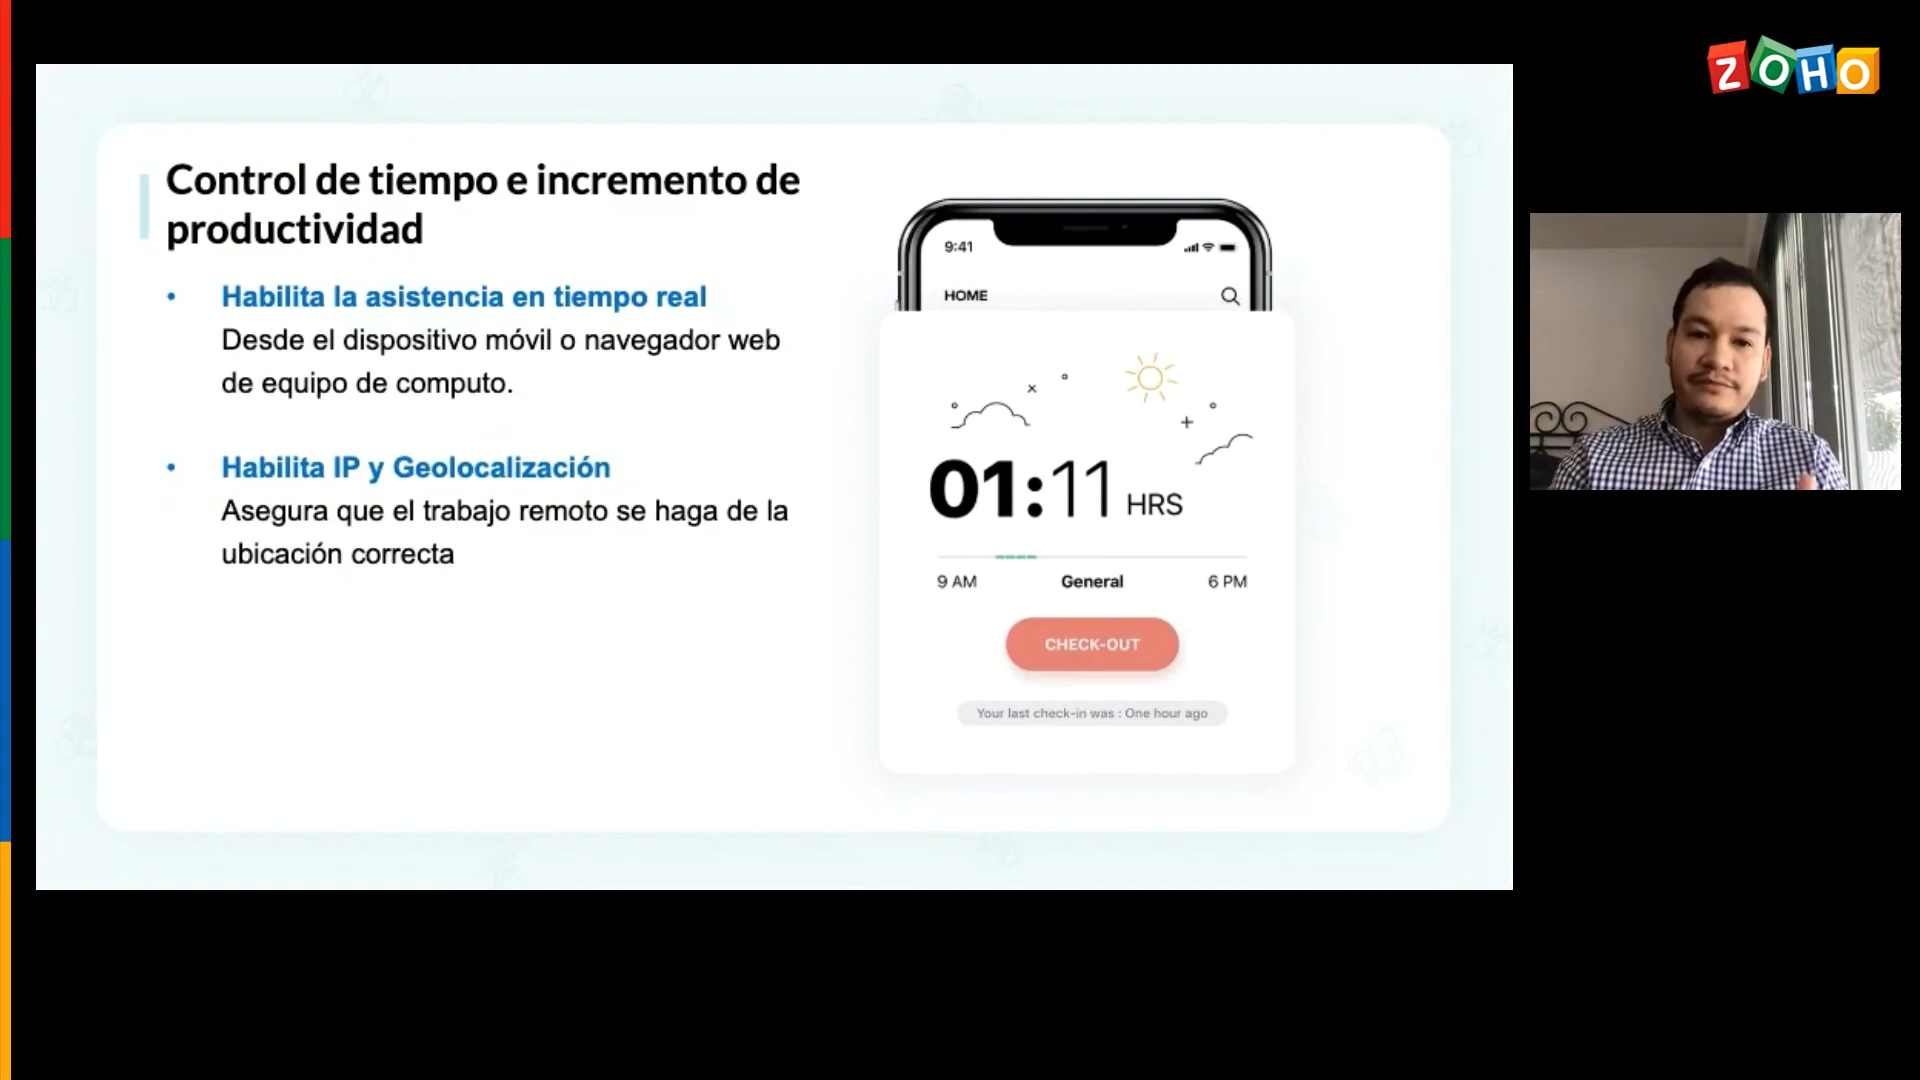 ZOHO
Control de tiempo e incremento de
productividad
• Habilita la asistencia en tiempo real
Desde el dispositivo móvil o navegador web
de equipo de computo.
• Habilita IP y Geolocalización
Asegura que el trabajo remoto se haga de la
ubicación correcta
9:41
HOME
01:11 HRS
9 AM General 6 PM
CHECK-OUT
Your last check-in was : One hour ago